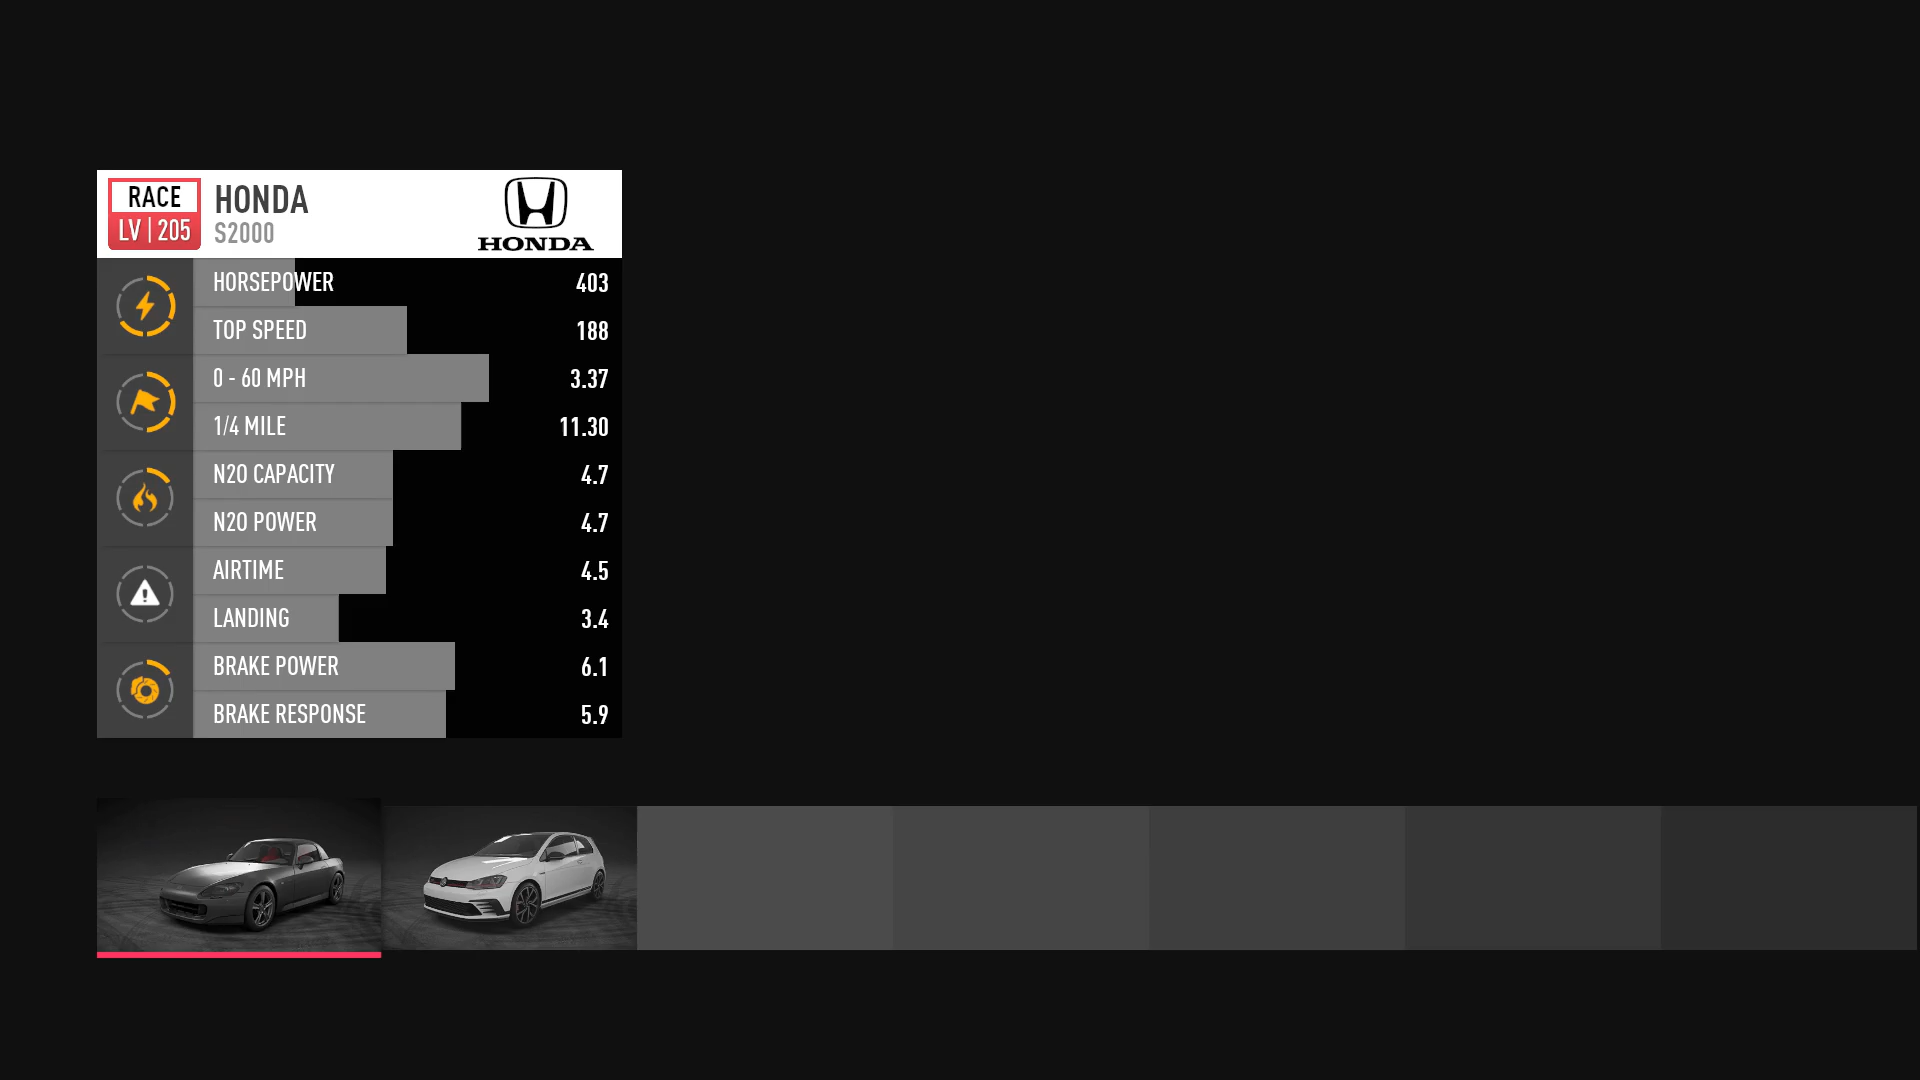 RACE
LV | 205
HONDA
S2000
HONDA
HORSEPOWER 403
TOP SPEED 188
0 - 60 MPH 3.37
1/4 MILE 11.30
N2O CAPACITY 4.7
N2O POWER 4.7
AIRTIME 4.5
LANDING 3.4
BRAKE POWER 6.1
BRAKE RESPONSE 5.9